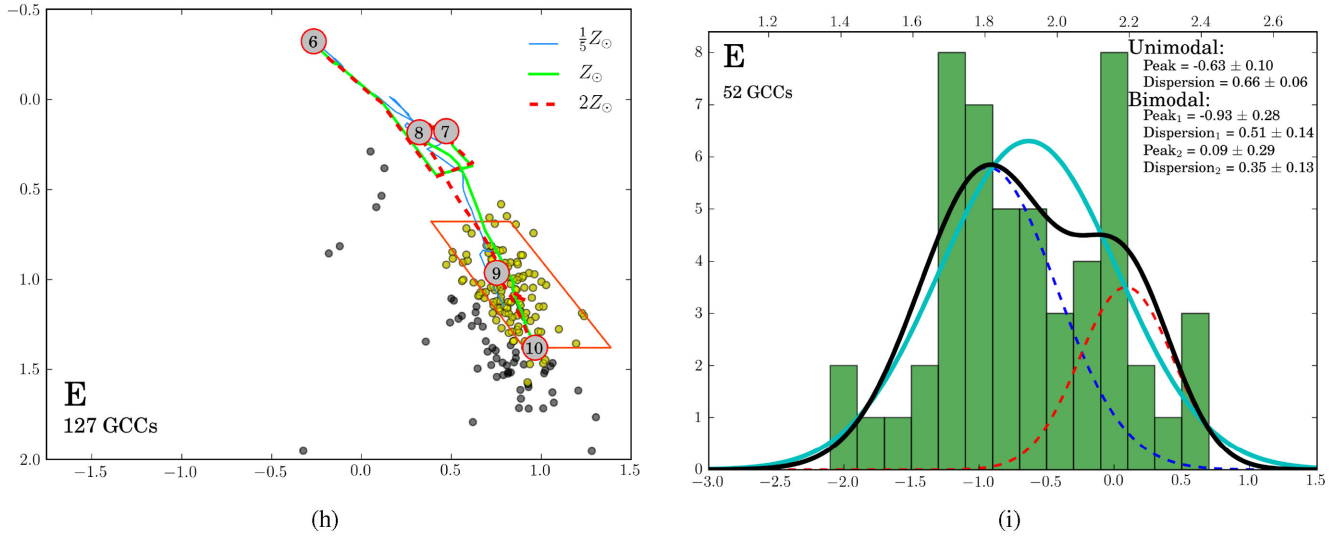 −0.5
0.0
0.5
1.0
1.5
2.0
−1.5 −1.0 −0.5 0.0 0.5 1.0 1.5
6
8 7
9
10
1/5 Z⊙
Z⊙
2Z⊙
E
127 GCCs
(h)
1.2 1.4 1.6 1.8 2.0 2.2 2.4 2.6
8
7
6
5
4
3
2
1
0
−3.0 −2.5 −2.0 −1.5 −1.0 −0.5 0.0 0.5 1.0 1.5
E
52 GCCs
Unimodal:
Peak = -0.63 ± 0.10
Dispersion = 0.66 ± 0.06
Bimodal:
Peak₁ = -0.93 ± 0.28
Dispersion₁ = 0.51 ± 0.14
Peak₂ = 0.09 ± 0.29
Dispersion₂ = 0.35 ± 0.13
(i)